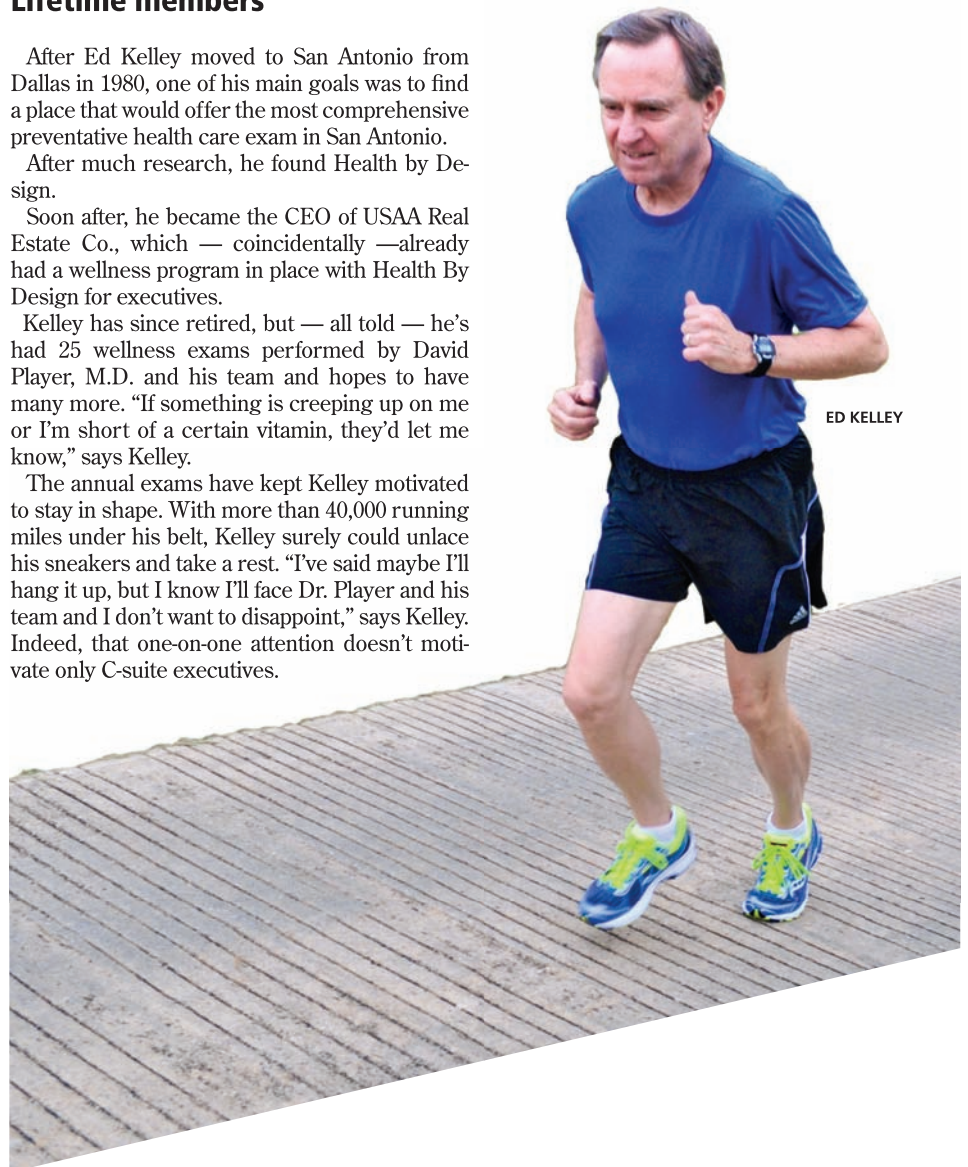 Lifetime members
After Ed Kelley moved to San Antonio from
Dallas in 1980, one of his main goals was to find
a place that would offer the most comprehensive
preventative health care exam in San Antonio.
After much research, he found Health by De-
sign.
Soon after, he became the CEO of USAA Real
Estate Co., which — coincidentally —already
had a wellness program in place with Health By
Design for executives.
Kelley has since retired, but — all told — he’s
had 25 wellness exams performed by David
Player, M.D. and his team and hopes to have
many more. “If something is creeping up on me
or I’m short of a certain vitamin, they’d let me
know,” says Kelley.
The annual exams have kept Kelley motivated
to stay in shape. With more than 40,000 running
miles under his belt, Kelley surely could unlace
his sneakers and take a rest. “I’ve said maybe I’ll
hang it up, but I know I’ll face Dr. Player and his
team and I don’t want to disappoint,” says Kelley.
Indeed, that one-on-one attention doesn’t moti-
vate only C-suite executives.
ED KELLEY